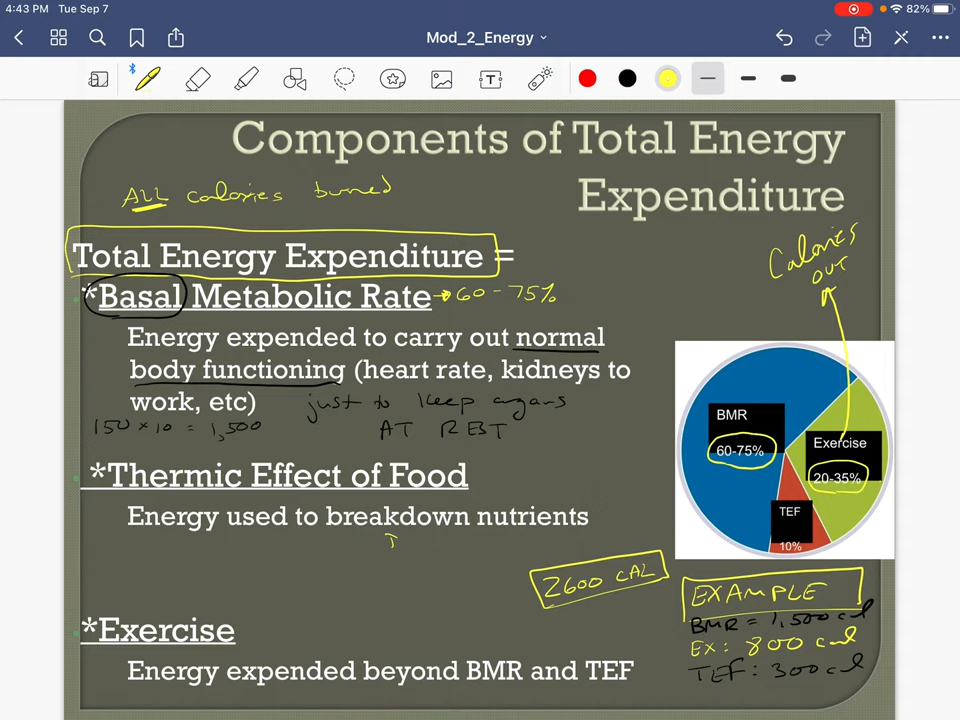 4:43 PM Tue Sep 7
82%
Mod_2_Energy
Components of Total Energy
Expenditure
ALL calories burned
Total Energy Expenditure =
*Basal Metabolic Rate → 60-75%
Energy expended to carry out normal
body functioning (heart rate, kidneys to
work, etc)
just to keep organs
AT REST
150 x 10 = 1,500
*Thermic Effect of Food
Energy used to breakdown nutrients
*Exercise
Energy expended beyond BMR and TEF
Calories
OUT
BMR
60-75%
Exercise
20-35%
TEF
10%
2600 CAL
EXAMPLE
BMR = 1,500 cal
EX: 800 cal
TEF: 300 cal